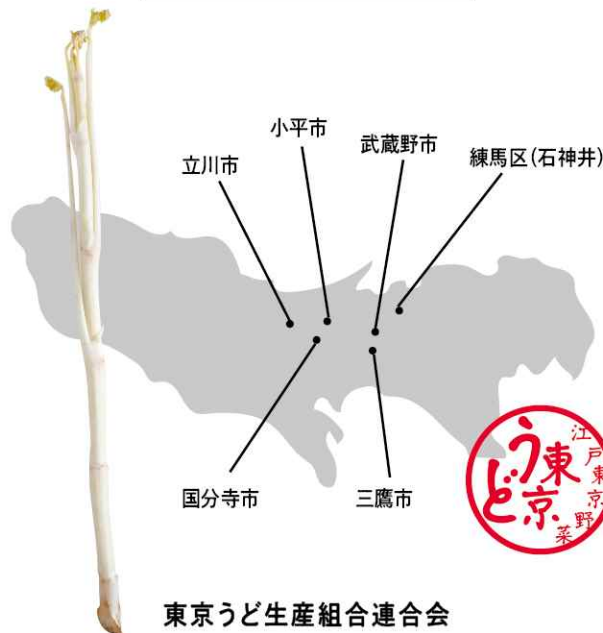 小平市
武蔵野市
立川市
練馬区(石神井)
国分寺市
三鷹市
東京
うど
江戸東京野菜
東京うど生産組合連合会